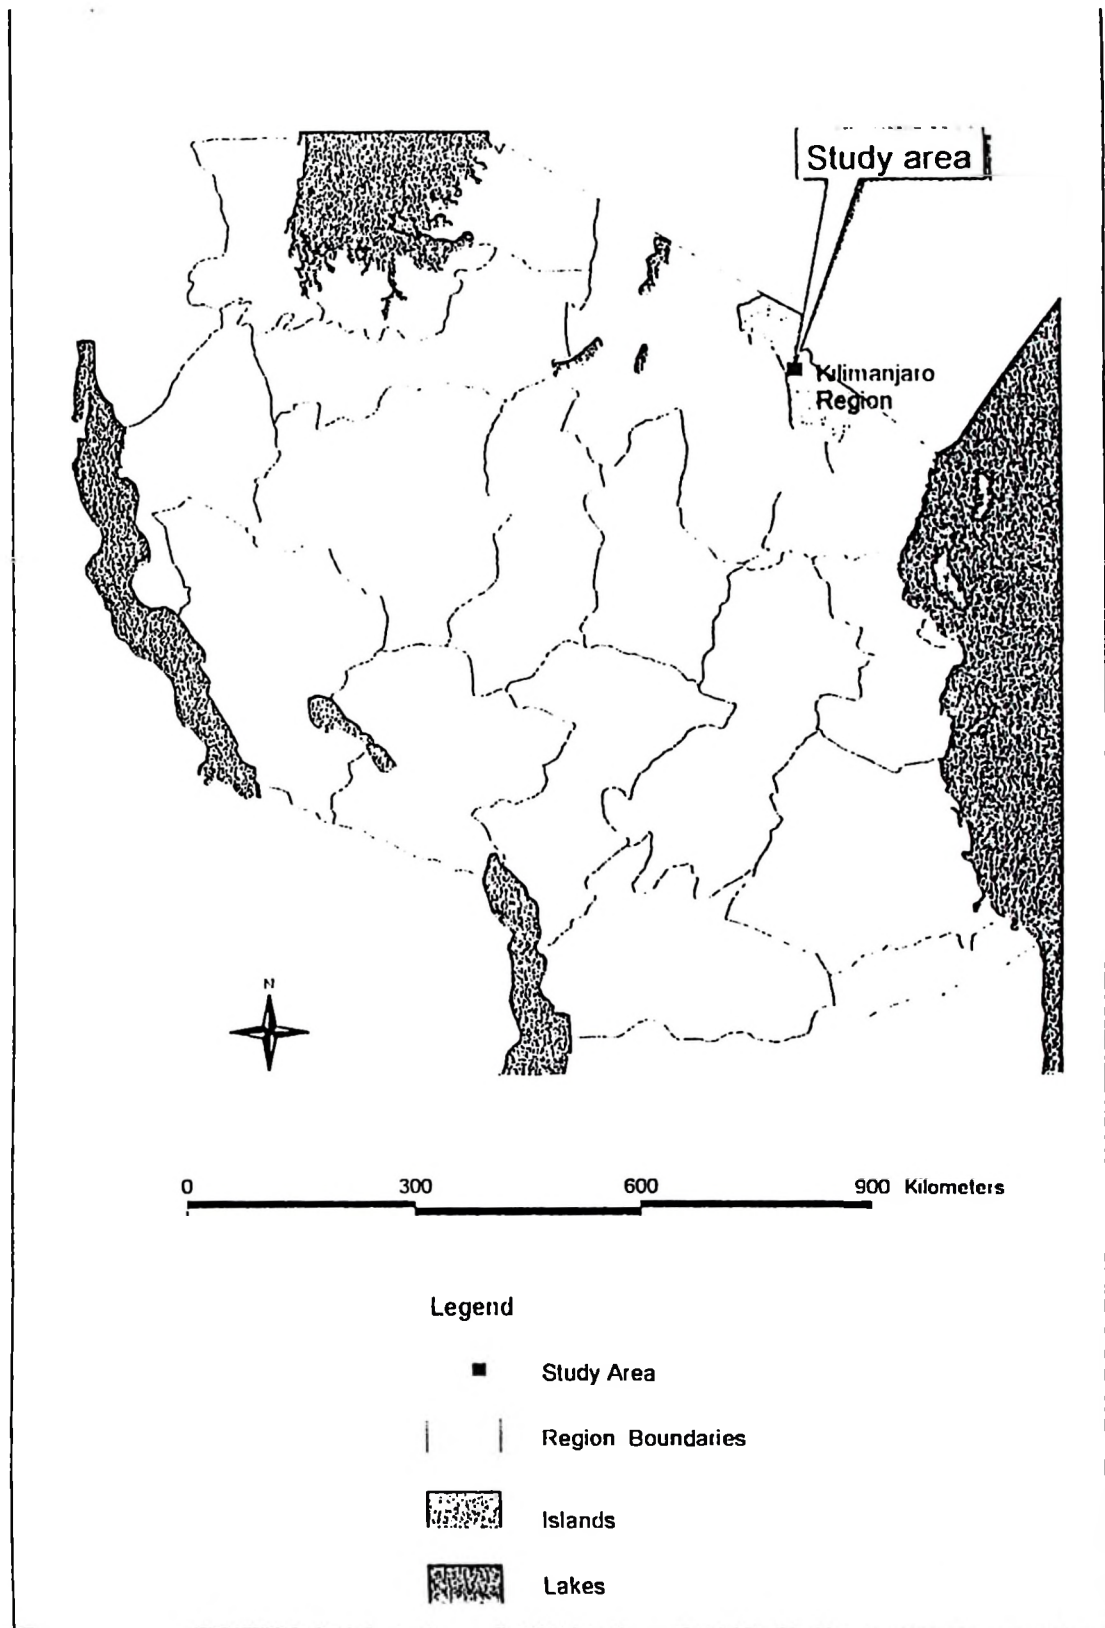 Study area
Kilimanjaro
Region
N
0 300 600 900 Kilometers
Legend
Study Area
Region Boundaries
Islands
Lakes